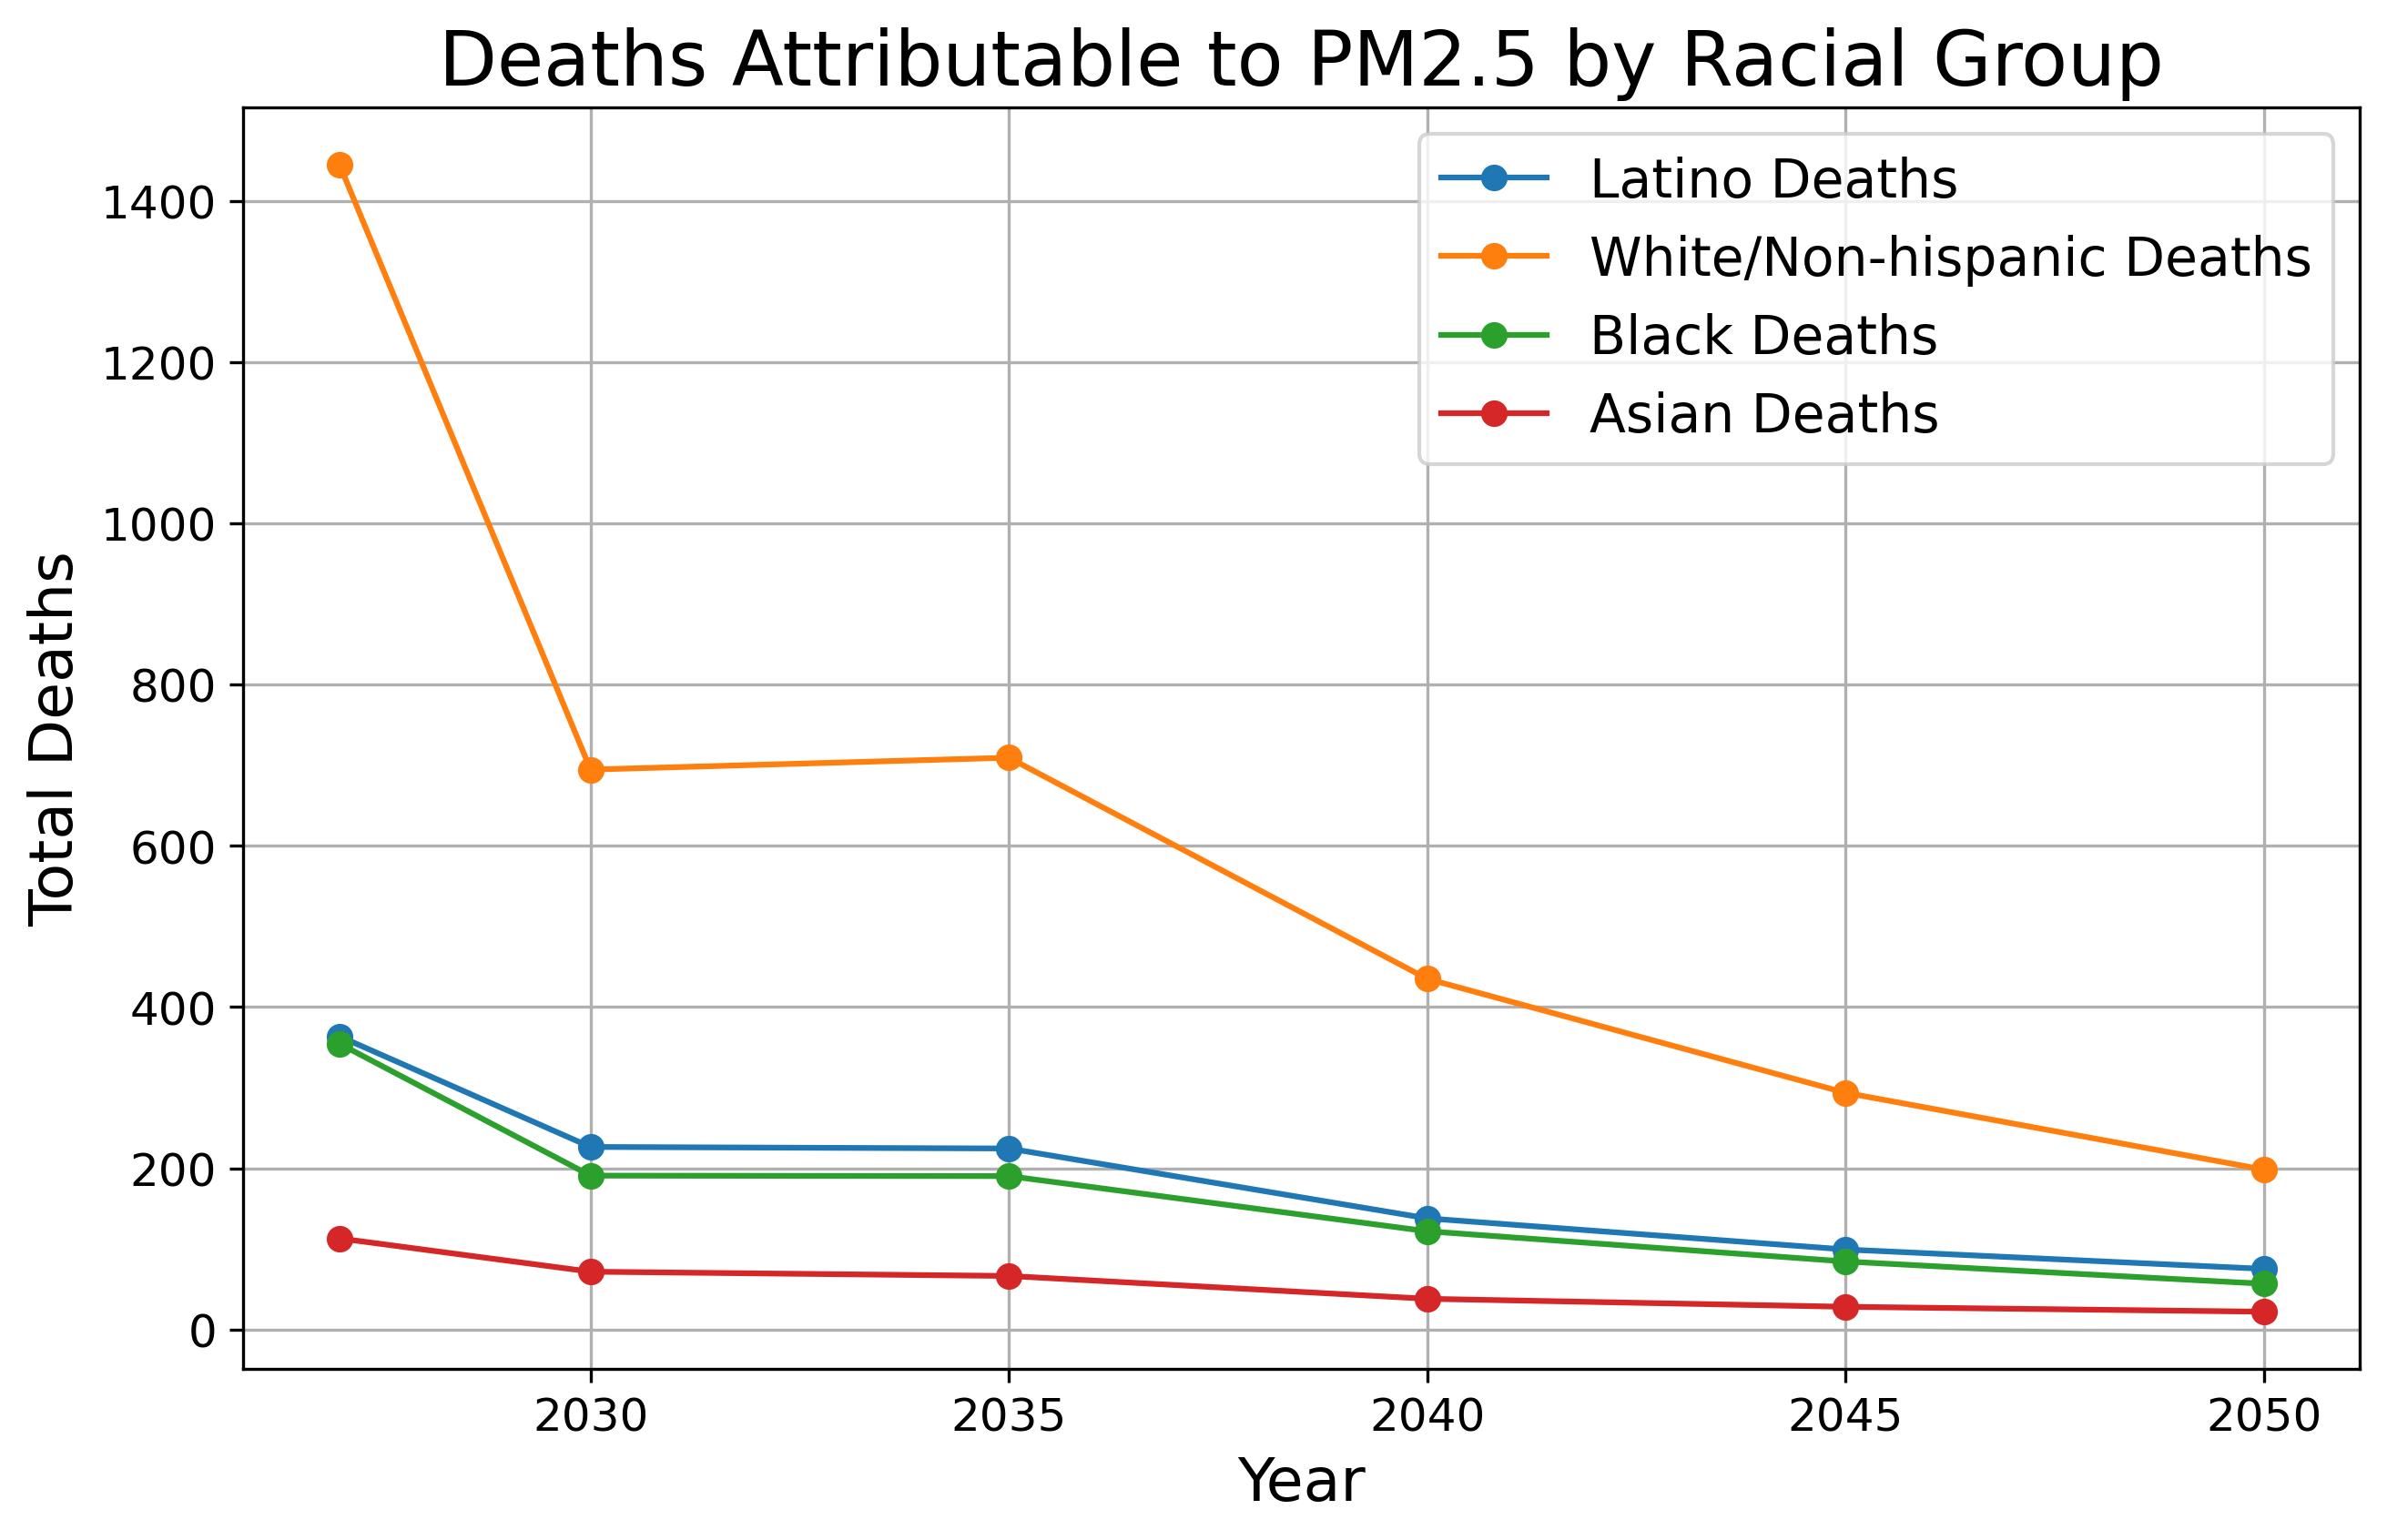 Deaths Attributable to PM2.5 by Racial Group
Latino Deaths
White/Non-hispanic Deaths
Black Deaths
Asian Deaths
Total Deaths
1400
1200
1000
800
600
400
200
0
2030 2035 2040 2045 2050
Year